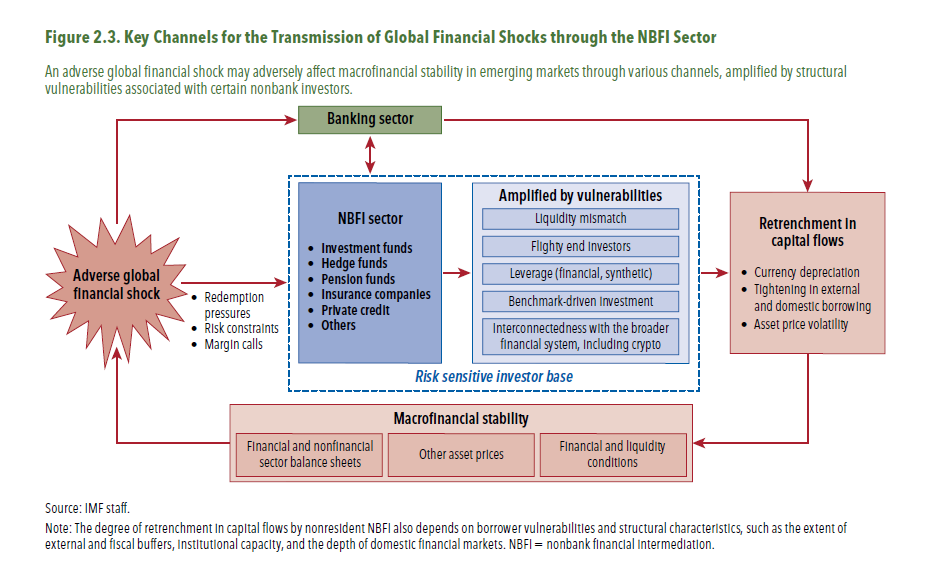 Figure 2.3. Key Channels for the Transmission of Global Financial Shocks through the NBFI Sector
An adverse global financial shock may adversely affect macrofinancial stability in emerging markets through various channels, amplified by structural
vulnerabilities associated with certain nonbank investors.
Banking sector
Adverse global
financial shock
• Redemption
pressures
• Risk constraints
• Margin calls
NBFI sector
• Investment funds
• Hedge funds
• Pension funds
• Insurance companies
• Private credit
• Others
Amplified by vulnerabilities
Liquidity mismatch
Flighty end investors
Leverage (financial, synthetic)
Benchmark-driven investment
Interconnectedness with the broader
financial system, including crypto
Risk sensitive investor base
Retrenchment in
capital flows
• Currency depreciation
• Tightening in external
and domestic borrowing
• Asset price volatility
Macrofinancial stability
Financial and nonfinancial
sector balance sheets
Other asset prices
Financial and liquidity
conditions
Source: IMF staff.
Note: The degree of retrenchment in capital flows by nonresident NBFI also depends on borrower vulnerabilities and structural characteristics, such as the extent of
external and fiscal buffers, institutional capacity, and the depth of domestic financial markets. NBFI = nonbank financial intermediation.